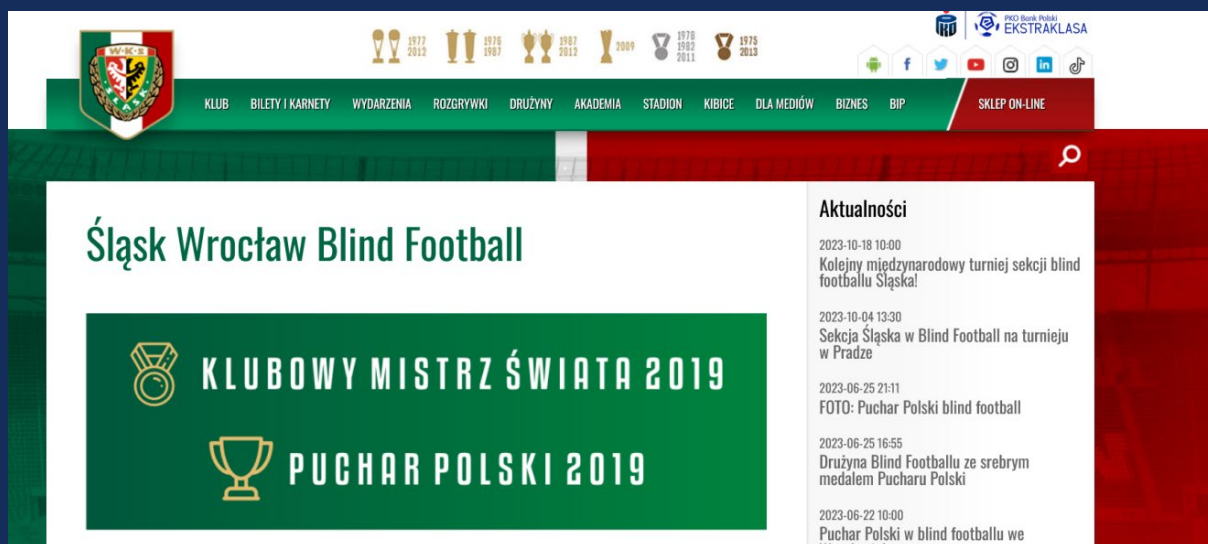 PKO Bank Polski
EKSTRAKLASA
1977
2012
1976
1987
1987
2012
2009
1978
1982
2011
1975
2013
W·K·S
ŚLĄSK
KLUB BILETY I KARNETY WYDARZENIA ROZGRYWKI DRUŻYNY AKADEMIA STADION KIBICE DLA MEDIÓW BIZNES BIP SKLEP ON-LINE
Śląsk Wrocław Blind Football
KLUBOWY MISTRZ ŚWIATA 2019
PUCHAR POLSKI 2019
Aktualności
2023-10-18 10:00
Kolejny międzynarodowy turniej sekcji blind
footballu Śląska!
2023-10-04 13:30
Sekcja Śląska w Blind Football na turnieju
w Pradze
2023-06-25 21:11
FOTO: Puchar Polski blind football
2023-06-25 16:55
Drużyna Blind Footballu ze srebrym
medalem Pucharu Polski
2023-06-22 10:00
Puchar Polski w blind footballu we